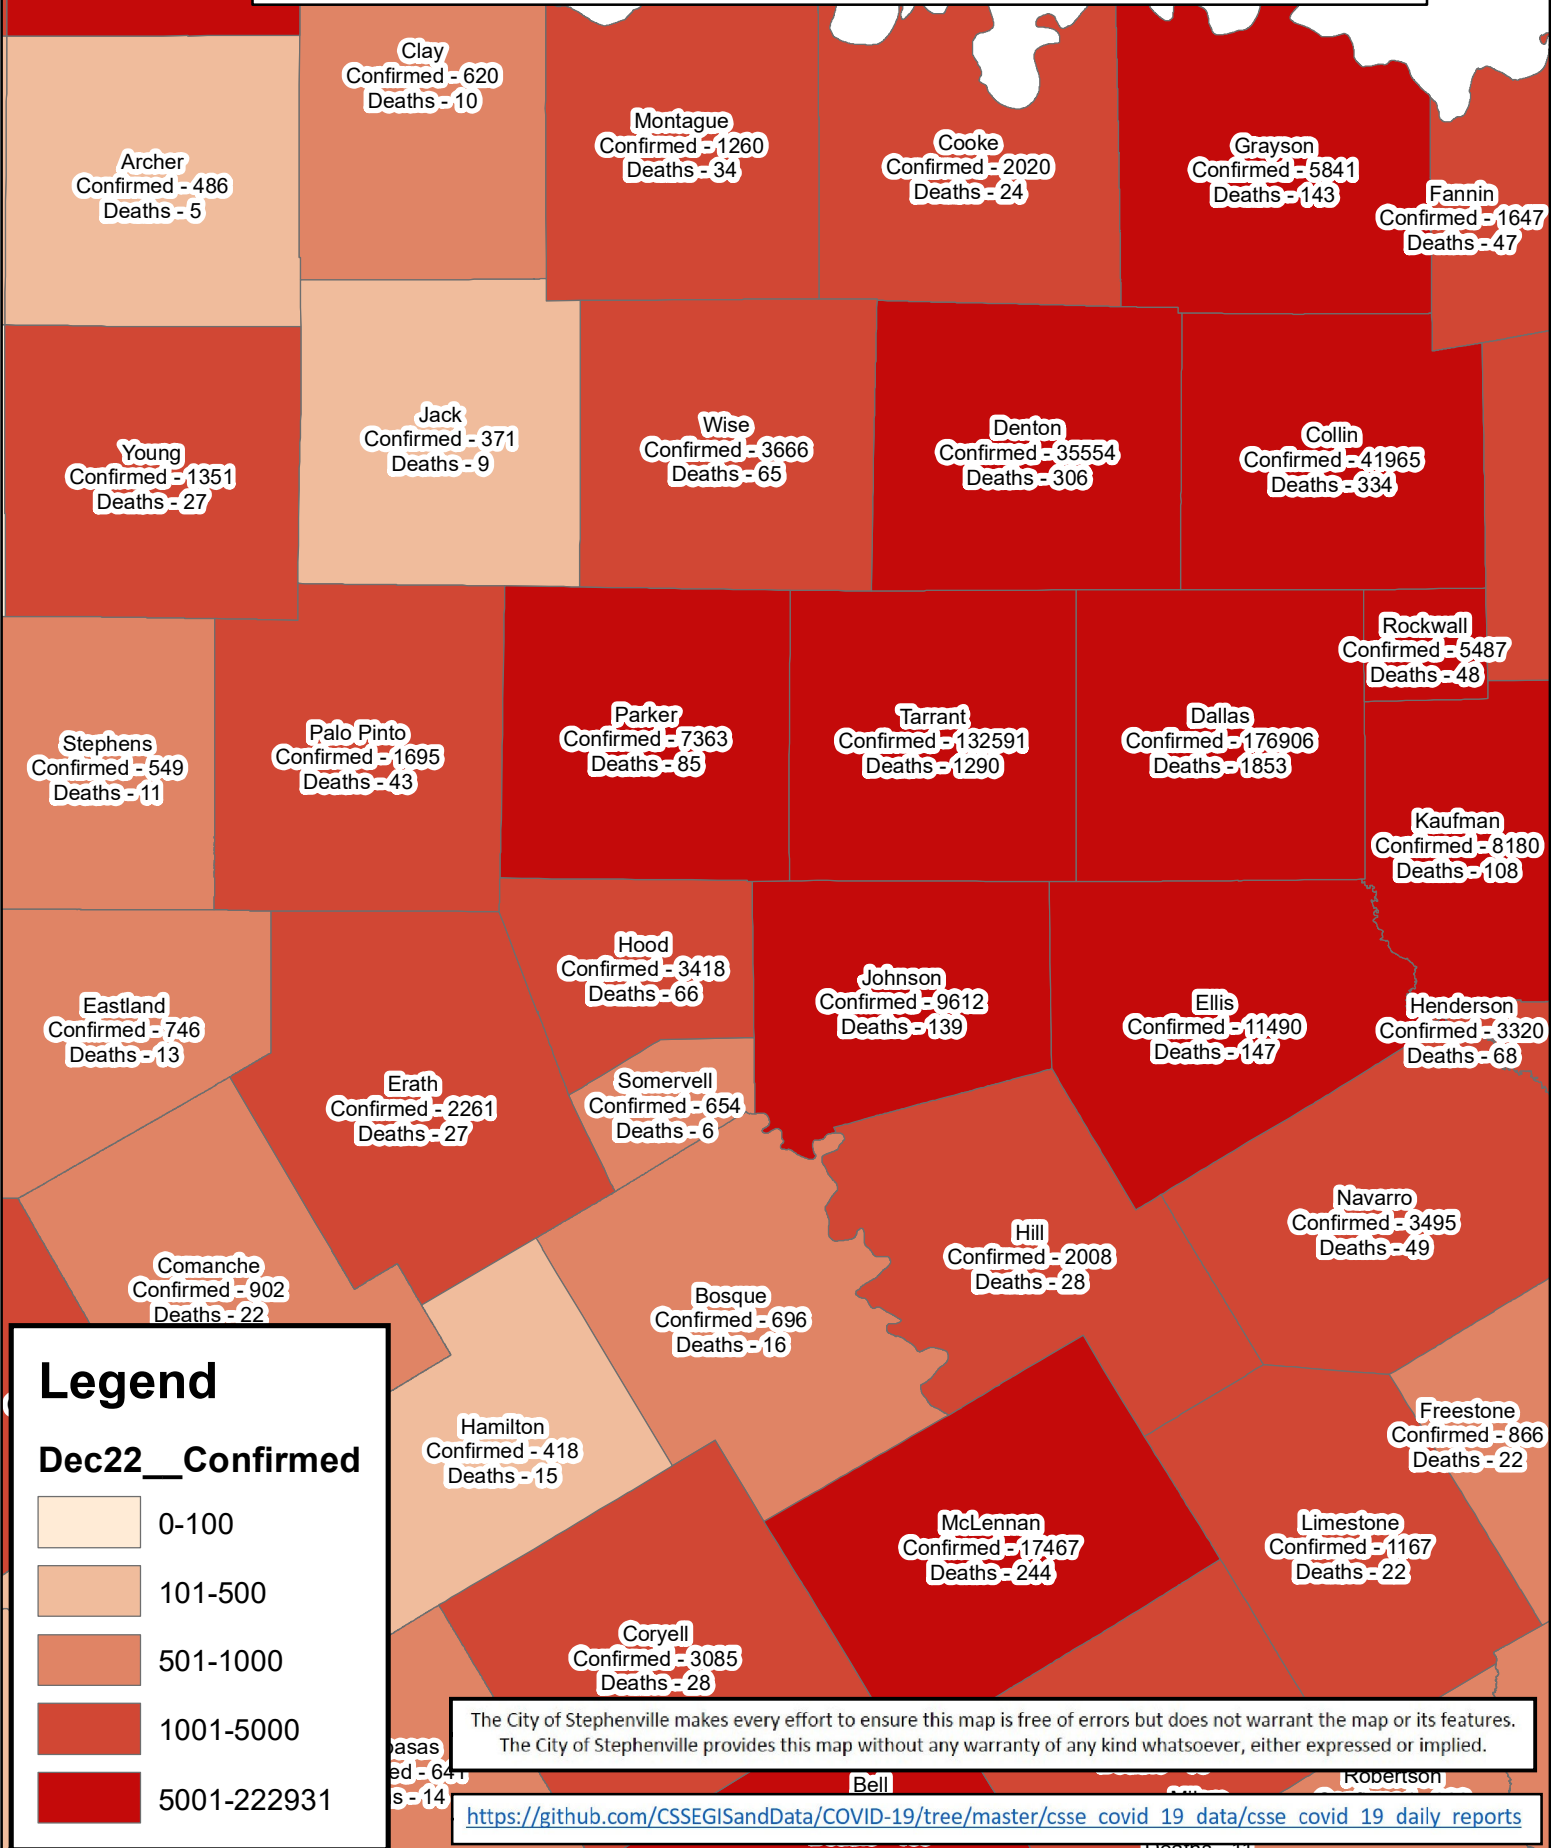 Clay
Confirmed - 620
Deaths - 10
Archer
Confirmed - 486
Deaths - 5
Montague
Confirmed - 1260
Deaths - 34
Cooke
Confirmed - 2020
Deaths - 24
Grayson
Confirmed - 5841
Deaths - 143
Fannin
Confirmed - 1647
Deaths - 47
Young
Confirmed - 1351
Deaths - 27
Jack
Confirmed - 371
Deaths - 9
Wise
Confirmed - 3666
Deaths - 65
Denton
Confirmed - 35554
Deaths - 306
Collin
Confirmed - 41965
Deaths - 334
Rockwall
Confirmed - 5487
Deaths - 48
Stephens
Confirmed - 549
Deaths - 11
Palo Pinto
Confirmed - 1695
Deaths - 43
Parker
Confirmed - 7363
Deaths - 85
Tarrant
Confirmed - 132591
Deaths - 1290
Dallas
Confirmed - 176906
Deaths - 1853
Kaufman
Confirmed - 8180
Deaths - 108
Eastland
Confirmed - 746
Deaths - 13
Hood
Confirmed - 3418
Deaths - 66
Johnson
Confirmed - 9612
Deaths - 139
Ellis
Confirmed - 11490
Deaths - 147
Henderson
Confirmed - 3320
Deaths - 68
Erath
Confirmed - 2261
Deaths - 27
Somervell
Confirmed - 654
Deaths - 6
Comanche
Confirmed - 902
Deaths - 22
Bosque
Confirmed - 696
Deaths - 16
Hill
Confirmed - 2008
Deaths - 28
Navarro
Confirmed - 3495
Deaths - 49
Hamilton
Confirmed - 418
Deaths - 15
Freestone
Confirmed - 866
Deaths - 22
McLennan
Confirmed - 17467
Deaths - 244
Limestone
Confirmed - 1167
Deaths - 22
Coryell
Confirmed - 3085
Deaths - 28
Legend
Dec22__Confirmed
0-100
101-500
501-1000
1001-5000
5001-222931
The City of Stephenville makes every effort to ensure this map is free of errors but does not warrant the map or its features.
The City of Stephenville provides this map without any warranty of any kind whatsoever, either expressed or implied.
asas
ed - 641
s - 14
Bell
Robertson
https://github.com/CSSEGISandData/COVID-19/tree/master/csse_covid_19_data/csse_covid_19_daily_reports